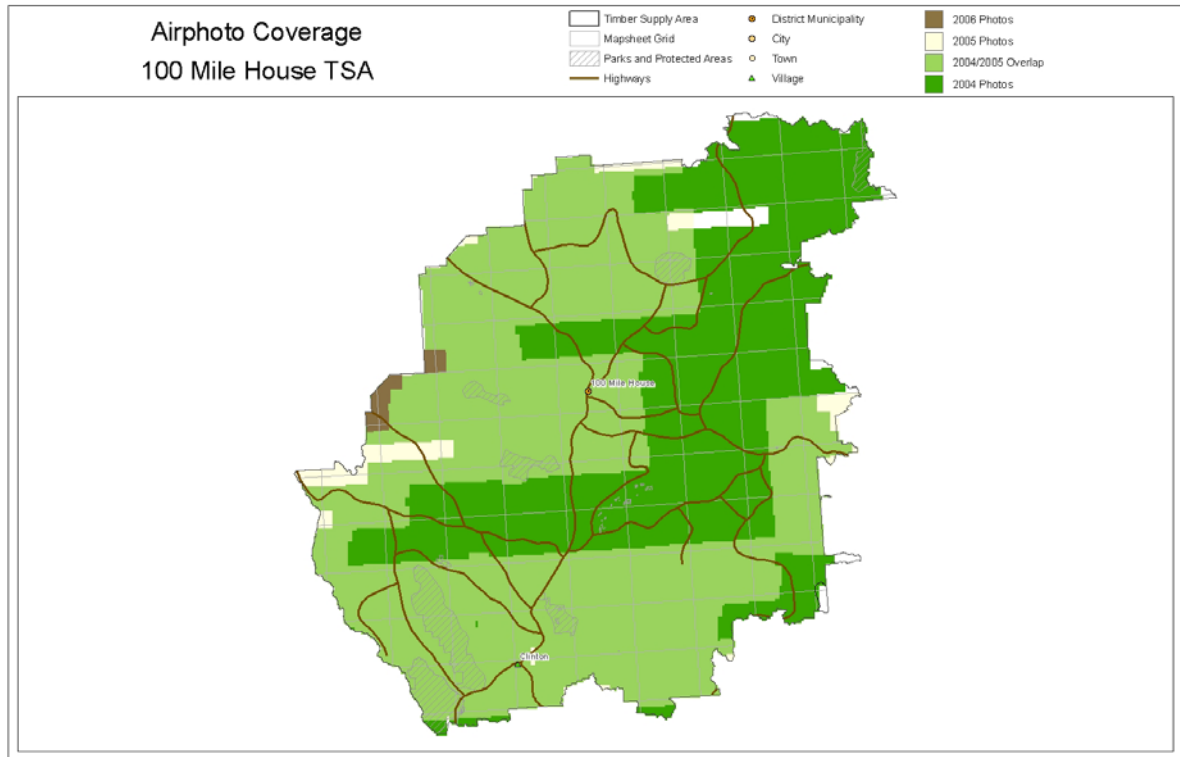 Airphoto Coverage
100 Mile House TSA
Timber Supply Area
Mapsheet Grid
Parks and Protected Areas
Highways
District Municipality
City
Town
Village
2006 Photos
2005 Photos
2004/2005 Overlap
2004 Photos
100 Mile House
Clinton